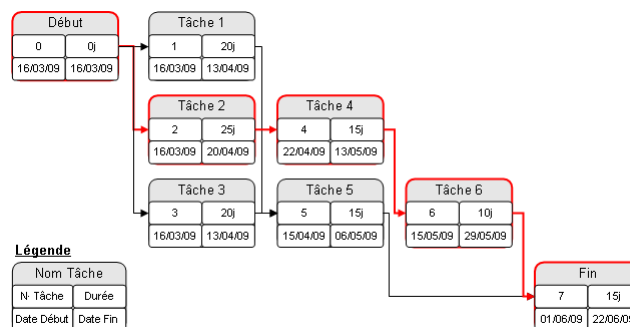 Début
0 0j
16/03/09 16/03/09
Tâche 1
1 20j
16/03/09 13/04/09
Tâche 2
2 25j
16/03/09 20/04/09
Tâche 4
4 15j
22/04/09 13/05/09
Tâche 3
3 20j
16/03/09 13/04/09
Tâche 5
5 15j
15/04/09 06/05/09
Tâche 6
6 10j
15/05/09 29/05/09
Légende
Nom Tâche
N· Tâche Durée
Date Début Date Fin
Fin
7 15j
01/06/09 22/06/09